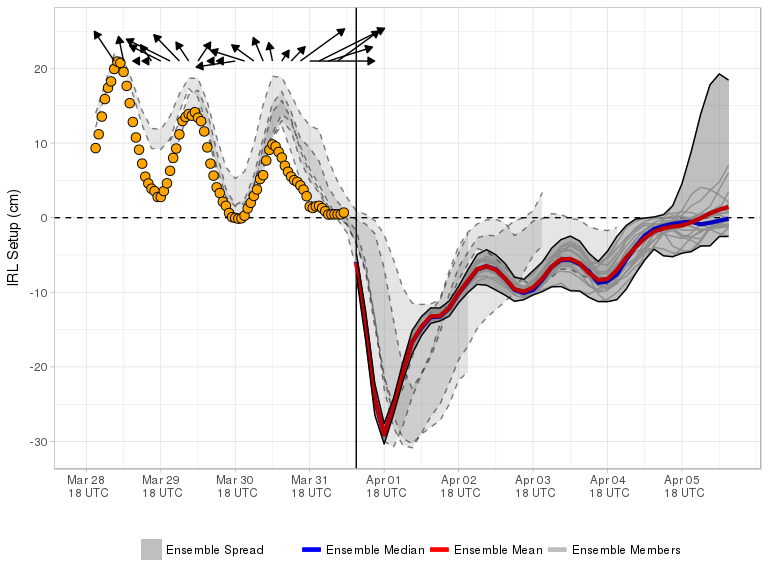 IRL Setup (cm)
20
10
0
-10
-20
-30
Mar 28 Mar 29 Mar 30 Mar 31 Apr 01 Apr 02 Apr 03 Apr 04 Apr 05
18 UTC 18 UTC 18 UTC 18 UTC 18 UTC 18 UTC 18 UTC 18 UTC 18 UTC
Ensemble Spread Ensemble Median Ensemble Mean Ensemble Members